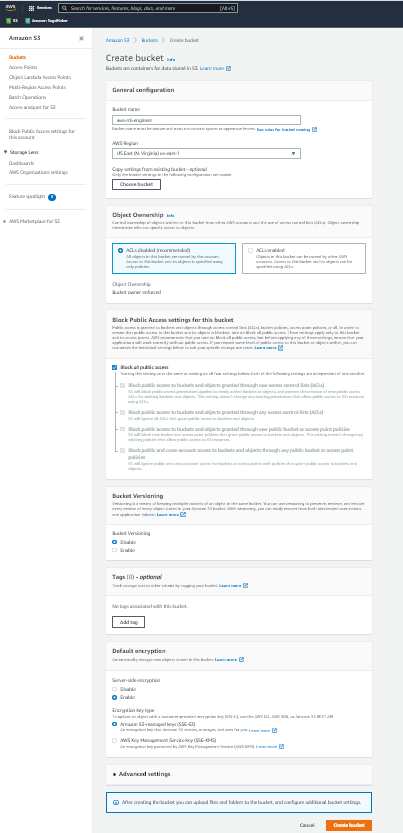 aws
Services
Search for services, features, blogs, docs, and more
[Alt+S]
S3
Amazon SageMaker
Amazon S3
Buckets
Access Points
Object Lambda Access Points
Multi-Region Access Points
Batch Operations
Access analyzer for S3
Block Public Access settings for
this account
Storage Lens
Dashboards
AWS Organizations settings
Feature spotlight
AWS Marketplace for S3
Amazon S3 > Buckets > Create bucket
Create bucket Info
Buckets are containers for data stored in S3. Learn more
General configuration
Bucket name
aws-ml-engineer
Bucket name must be unique and must not contain spaces or uppercase letters. See rules for bucket naming
AWS Region
US East (N. Virginia) us-east-1
Copy settings from existing bucket - optional
Only the bucket settings in the following configuration are copied.
Choose bucket
Object Ownership Info
Control ownership of objects written to this bucket from other AWS accounts and the use of access control lists (ACLs). Object ownership
determines who can specify access to objects.
ACLs disabled (recommended)
All objects in this bucket are owned by this account.
Access to this bucket and its objects is specified using
only policies.
ACLs enabled
Objects in this bucket can be owned by other AWS
accounts. Access to this bucket and its objects can be
specified using ACLs.
Object Ownership
Bucket owner enforced
Block Public Access settings for this bucket
Public access is granted to buckets and objects through access control lists (ACLs), bucket policies, access point policies, or all. In order to
ensure that public access to this bucket and its objects is blocked, turn on Block all public access. These settings apply only to this bucket
and its access points. AWS recommends that you turn on Block all public access, but before applying any of these settings, ensure that your
applications will work correctly without public access. If you require some level of public access to this bucket or objects within, you can
customize the individual settings below to suit your specific storage use cases. Learn more
Block all public access
Turning this setting on is the same as turning on all four settings below. Each of the following settings are independent of one another.
Block public access to buckets and objects granted through new access control lists (ACLs)
S3 will block public access permissions applied to newly added buckets or objects, and prevent the creation of new public access
ACLs for existing buckets and objects. This setting doesn't change any existing permissions that allow public access to S3 resources
using ACLs.
Block public access to buckets and objects granted through any access control lists (ACLs)
S3 will ignore all ACLs that grant public access to buckets and objects.
Block public access to buckets and objects granted through new public bucket or access point policies
S3 will block new bucket and access point policies that grant public access to buckets and objects. This setting doesn't change any existing
policies that allow public access to S3 resources.
Block public and cross-account access to buckets and objects through any public bucket or access point
policies
S3 will ignore public and cross-account access for buckets or access points with policies that grant public access to buckets and
objects.
Bucket Versioning
Versioning is a means of keeping multiple variants of an object in the same bucket. You can use versioning to preserve, retrieve, and restore
every version of every object stored in your Amazon S3 bucket. With versioning, you can easily recover from both unintended user actions
and application failures. Learn more
Bucket Versioning
Disable
Enable
Tags (0) - optional
Track storage cost or other criteria by tagging your bucket. Learn more
No tags associated with this bucket.
Add tag
Default encryption
Automatically encrypt new objects stored in this bucket. Learn more
Server-side encryption
Disable
Enable
Encryption key type
To upload an object with a customer-provided encryption key (SSE-C), use the AWS CLI, AWS SDK, or Amazon S3 REST API.
Amazon S3-managed keys (SSE-S3)
An encryption key that Amazon S3 creates, manages, and uses for you. Learn more
AWS Key Management Service key (SSE-KMS)
An encryption key protected by AWS Key Management Service (AWS KMS). Learn more
Advanced settings
After creating the bucket you can upload files and folders to the bucket, and configure additional bucket settings.
Cancel
Create bucket